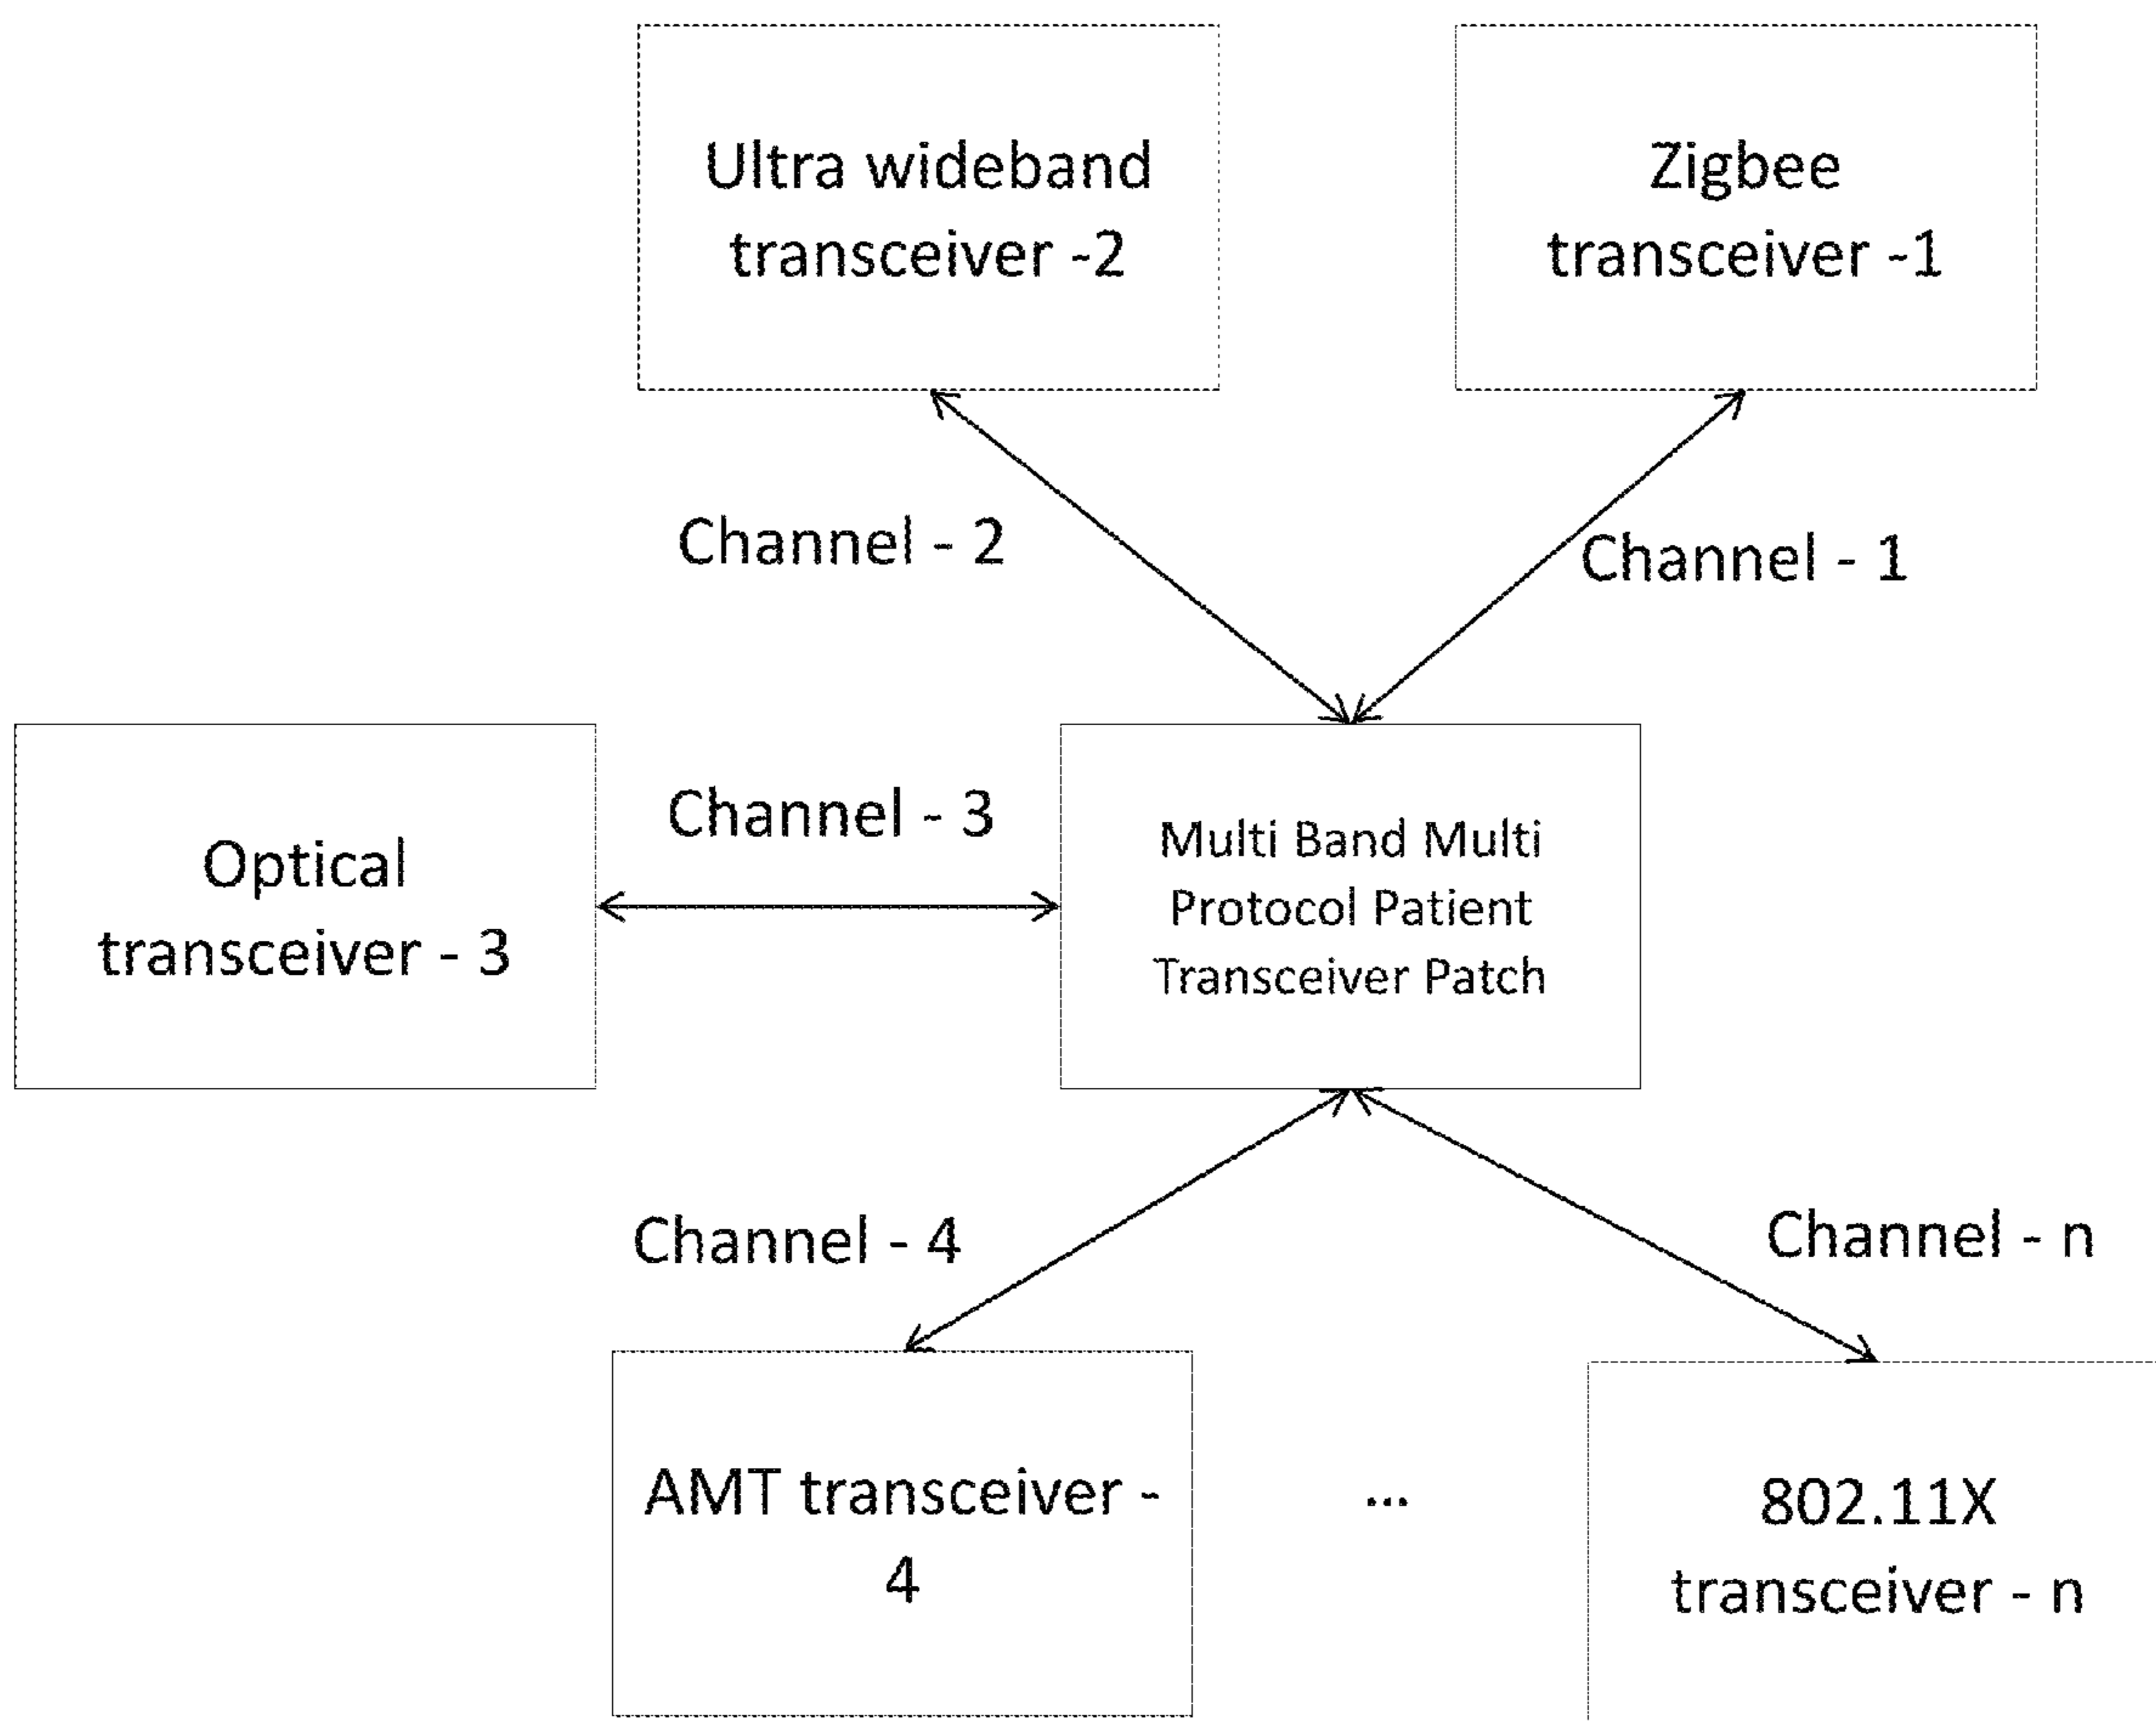 Ultra wideband
transceiver -2
Zigbee
transceiver -1
Channel - 2
Channel - 1
Optical
transceiver - 3
Channel - 3
Multi Band Multi
Protocol Patient
Transceiver Patch
Channel - 4
Channel - n
AMT transceiver -
4
...
802.11X
transceiver - n